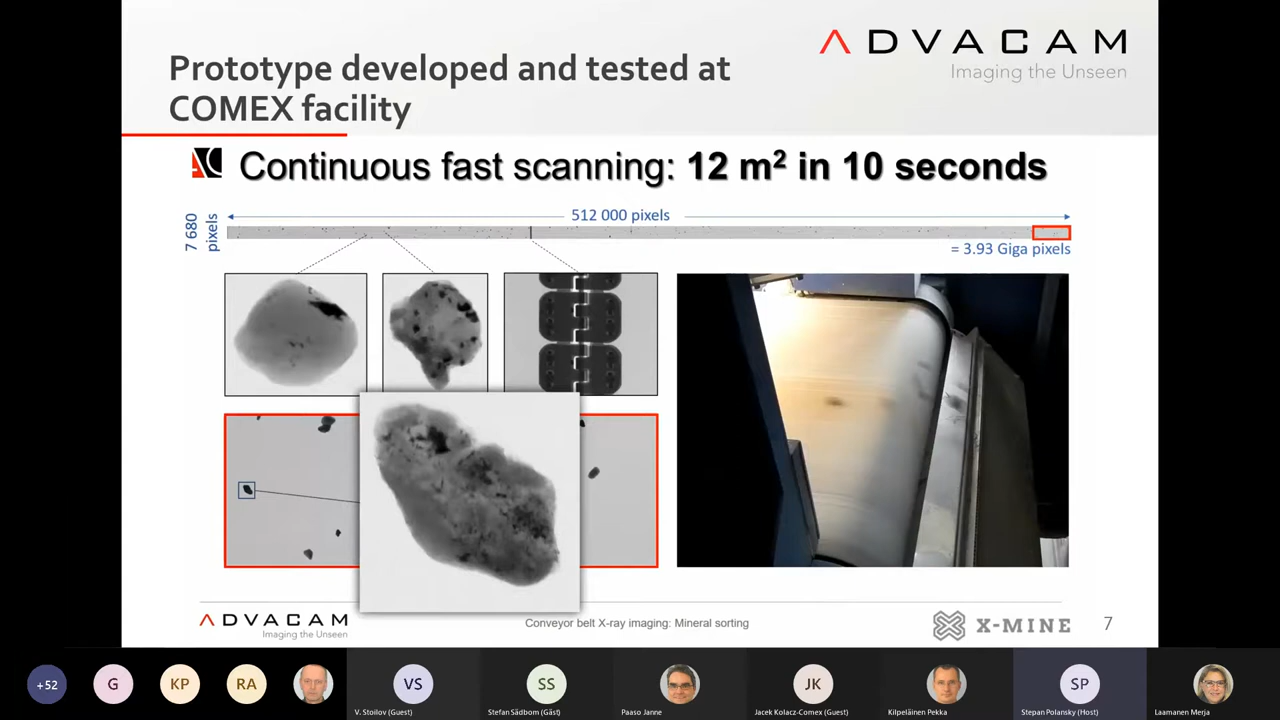 ADVACAM
Imaging the Unseen
Prototype developed and tested at
COMEX facility
Continuous fast scanning: 12 m² in 10 seconds
512 000 pixels
7 680
pixels
= 3.93 Giga pixels
ADVACAM
Imaging the Unseen
Conveyor belt X-ray imaging: Mineral sorting
X-MINE
7
+52
G
KP
RA
VS
SS
JK
SP
V. Stoilov (Guest)
Stefan Sädbom (Gäst)
Paaso Janne
Jacek Kolacz-Comex (Guest)
Kilpeläinen Pekka
Stepan Polansky (Host)
Laamanen Merja